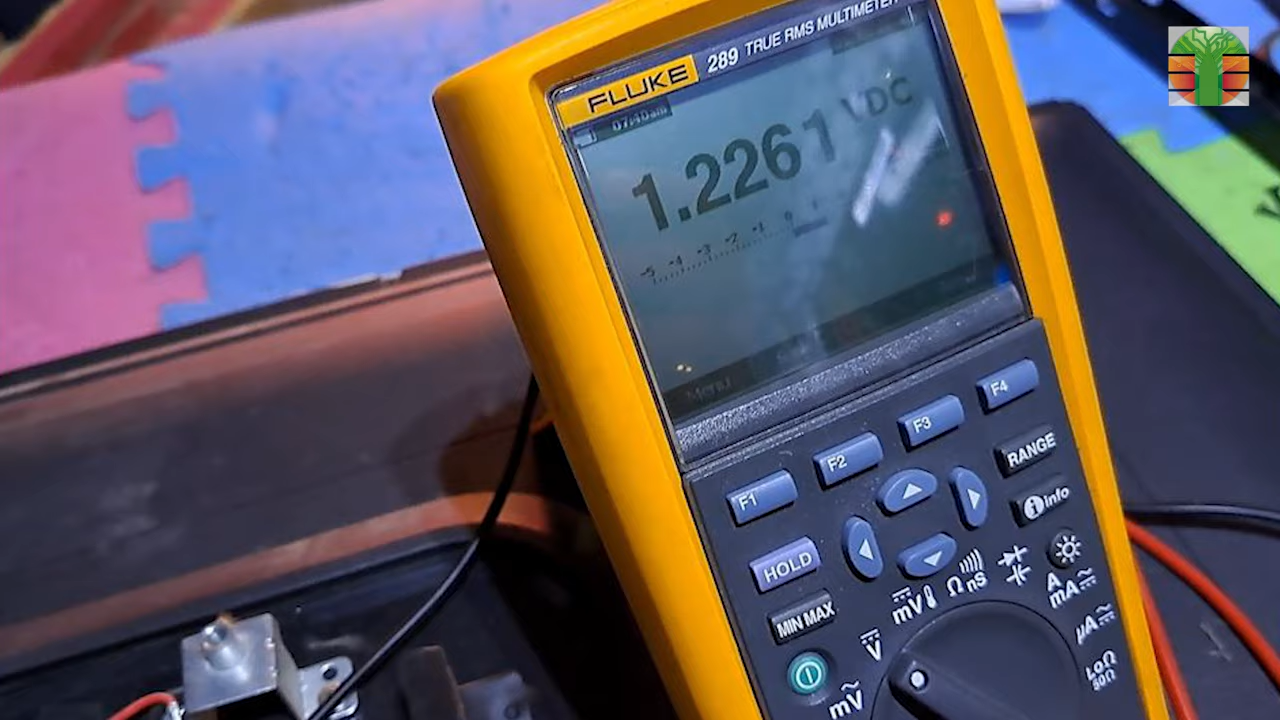 FLUKE 289 TRUE RMS MULTIMETER
07:40am
1.2261 VDC
-5 -4 -3 -2 -1 0 1
Menu
F1 F2 F3 F4
RANGE
info
HOLD
MIN MAX
mV Ω ns
A
mA
V
µA
mV
LoΩ
50Ω